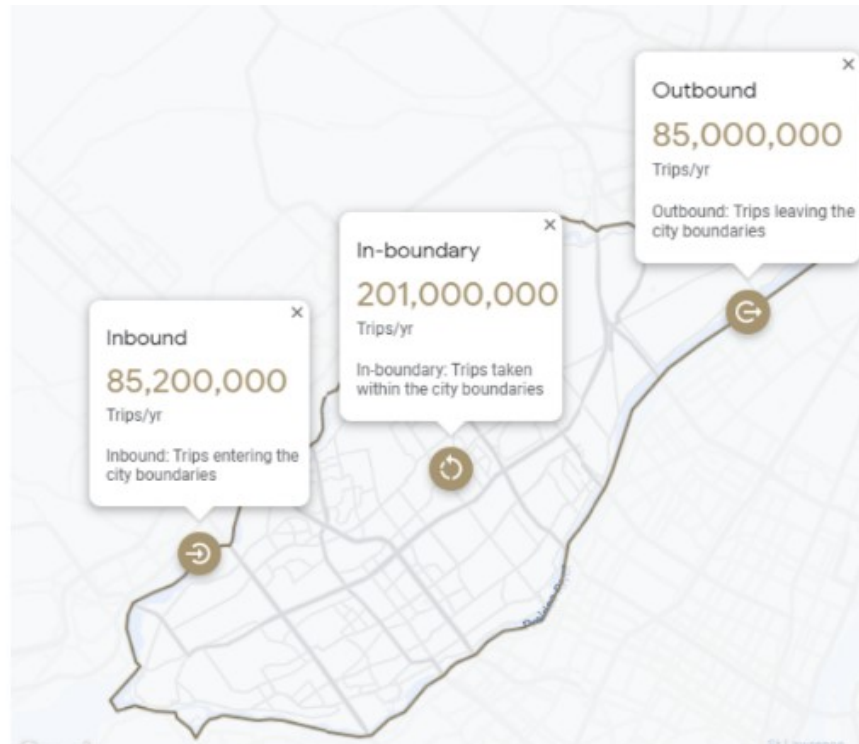 Outbound
85,000,000
Trips/yr
Outbound: Trips leaving the
city boundaries
In-boundary
201,000,000
Trips/yr
In-boundary: Trips taken
within the city boundaries
Inbound
85,200,000
Trips/yr
Inbound: Trips entering the
city boundaries